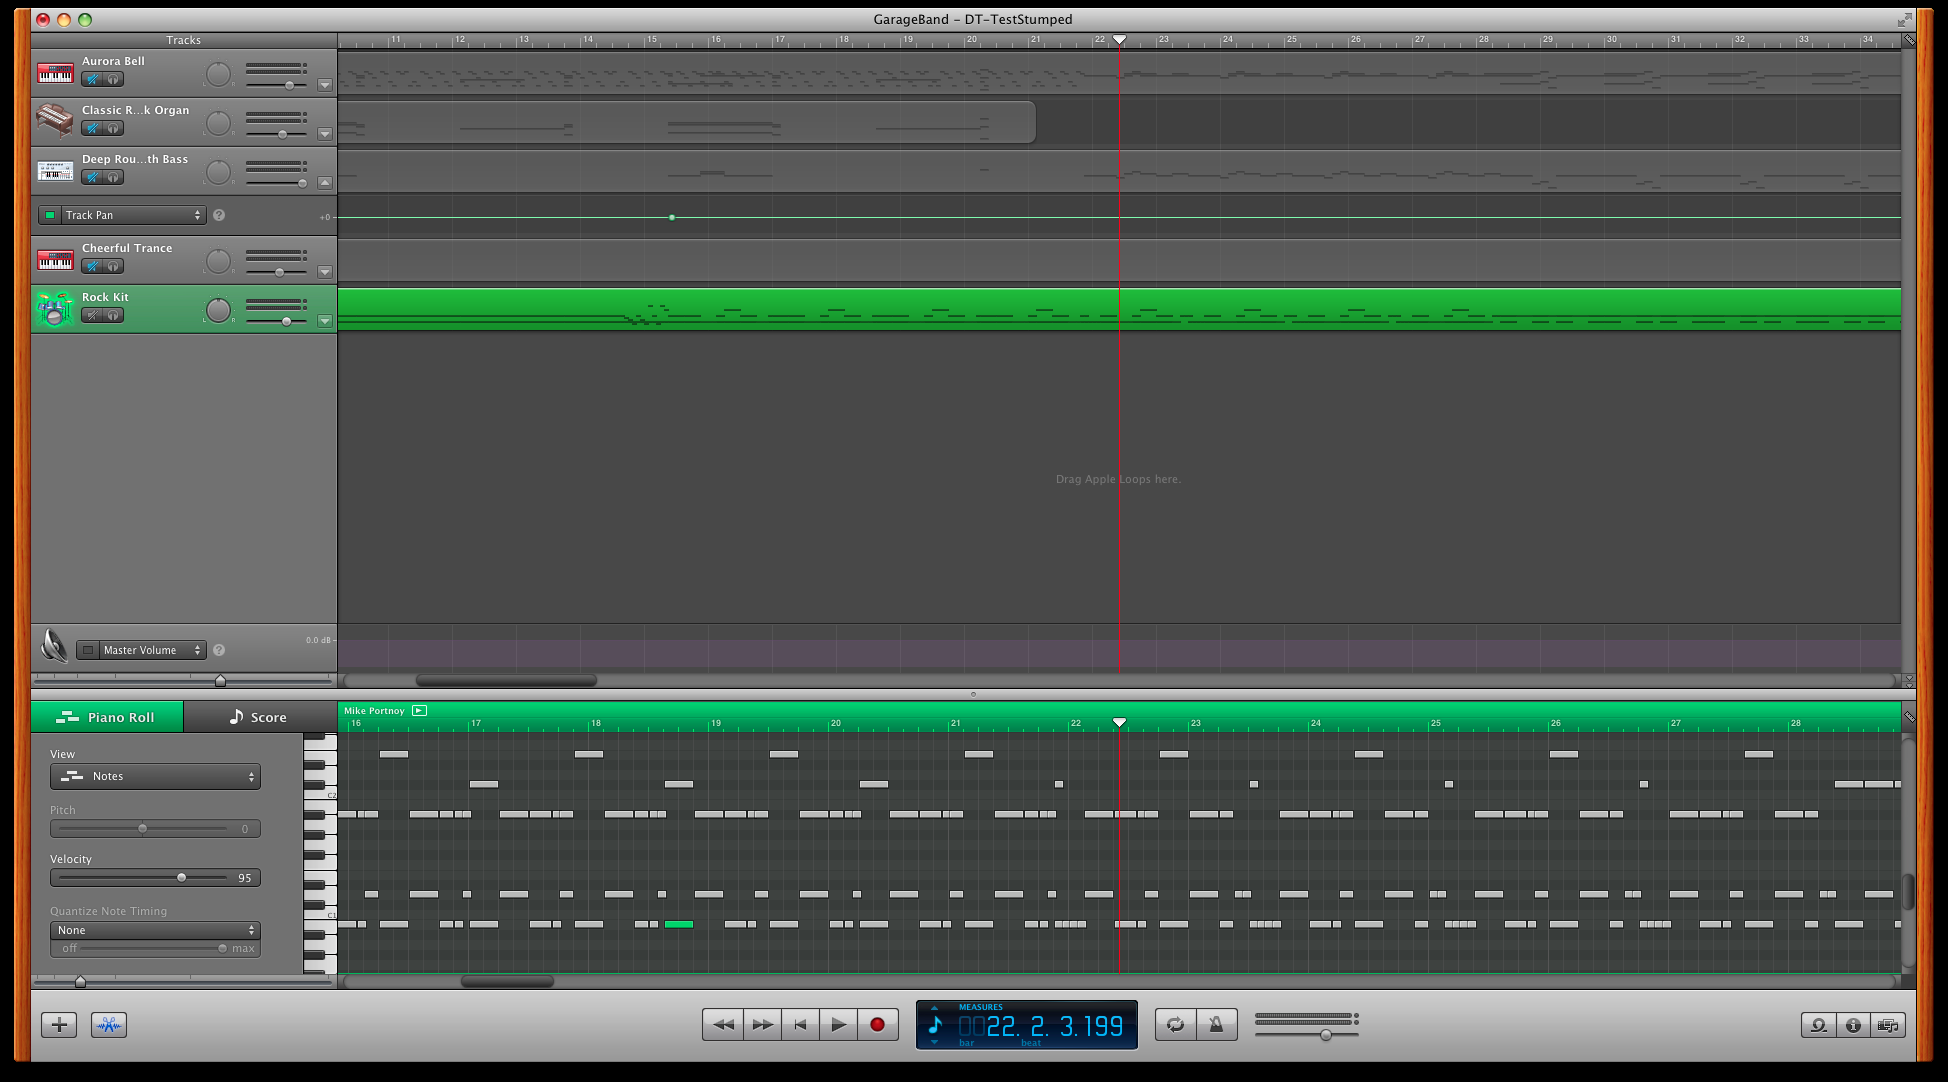 GarageBand – DT-TestStumped
Tracks
11 12 13 14 15 16 17 18 19 20 21 22 23 24 25 26 27 28 29 30 31 32 33 34
Aurora Bell
L R
Classic R...k Organ
L R
Deep Rou...th Bass
L R
Track Pan ? +0
Cheerful Trance
L R
Rock Kit
L R
Drag Apple Loops here.
0.0 dB
Master Volume ?
Piano Roll
Score
Mike Portnoy
16 17 18 19 20 21 22 23 24 25 26 27 28
View
Notes
C2
Pitch
0
Velocity
95
Quantize Note Timing
C1
None
off max
MEASURES
0022. 2. 3.199
bar beat